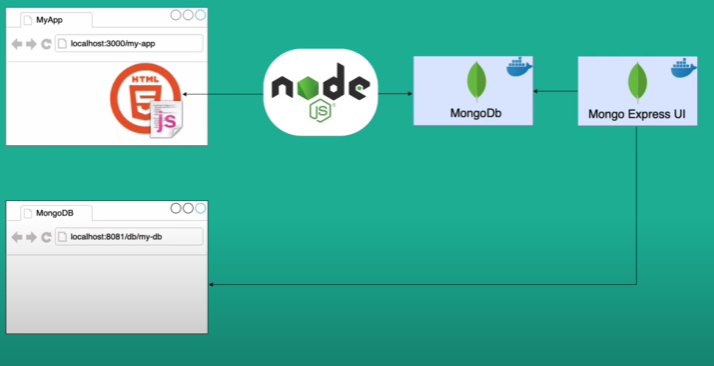 MyApp
localhost:3000/my-app
HTML
5
js
node
JS
MongoDb
Mongo Express UI
MongoDB
localhost:8081/db/my-db